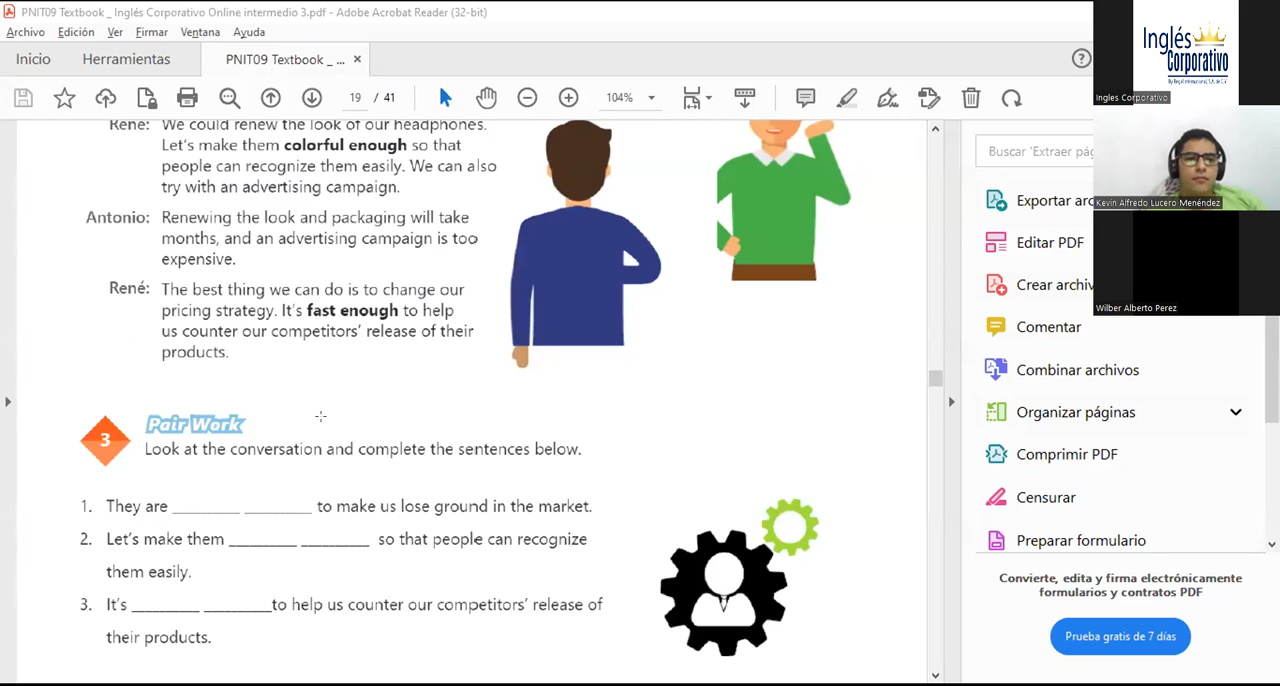 PNIT09 Textbook _ Inglés Corporativo Online intermedio 3.pdf - Adobe Acrobat Reader (32-bit)
Archivo Edición Ver Firmar Ventana Ayuda
Inicio Herramientas PNIT09 Textbook _ ... ×
19 / 41 104%
René: We could renew the look of our headphones.
Let's make them colorful enough so that
people can recognize them easily. We can also
try with an advertising campaign.
Antonio: Renewing the look and packaging will take
months, and an advertising campaign is too
expensive.
René: The best thing we can do is to change our
pricing strategy. It's fast enough to help
us counter our competitors' release of their
products.
3 Pair Work
Look at the conversation and complete the sentences below.
1. They are _________ _________ to make us lose ground in the market.
2. Let's make them _________ _________ so that people can recognize
them easily.
3. It's _________ _________to help us counter our competitors' release of
their products.
Buscar 'Extraer pág
Exportar arc
Editar PDF
Crear archiv
Comentar
Combinar archivos
Organizar páginas
Comprimir PDF
Censurar
Preparar formulario
Convierte, edita y firma electrónicamente
formularios y contratos PDF
Prueba gratis de 7 días
Inglés
Corporativo
Ingles Corporativo
Kevin Alfredo Lucero Menéndez
Wilber Alberto Perez